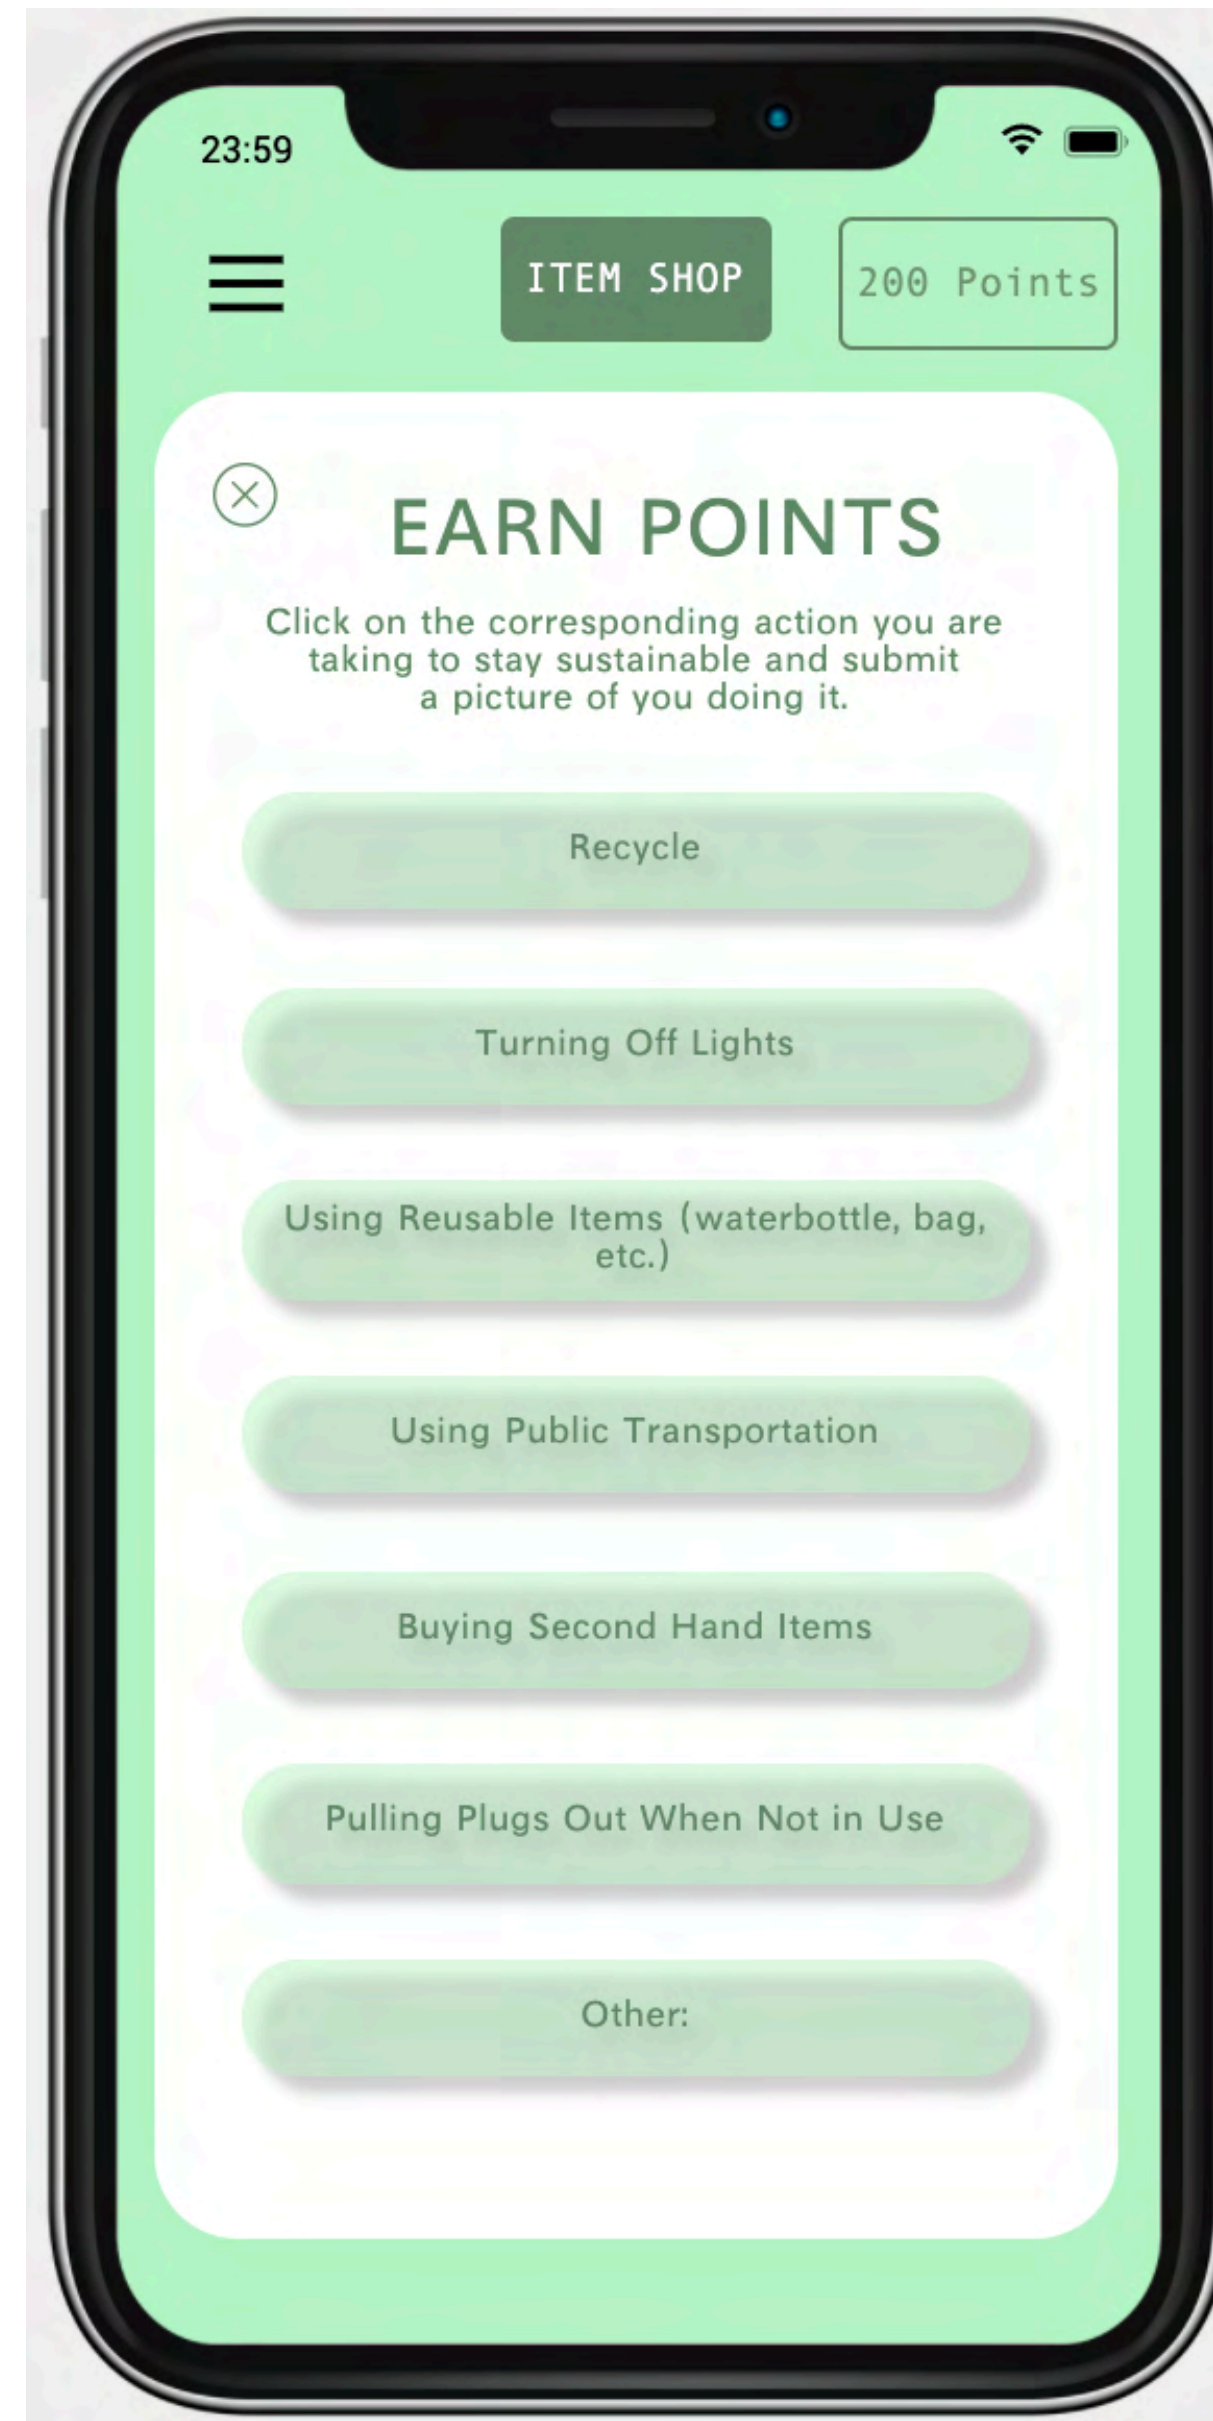 23:59
ITEM SHOP
200 Points
EARN POINTS
Click on the corresponding action you are
taking to stay sustainable and submit
a picture of you doing it.
Recycle
Turning Off Lights
Using Reusable Items (waterbottle, bag,
etc.)
Using Public Transportation
Buying Second Hand Items
Pulling Plugs Out When Not in Use
Other: